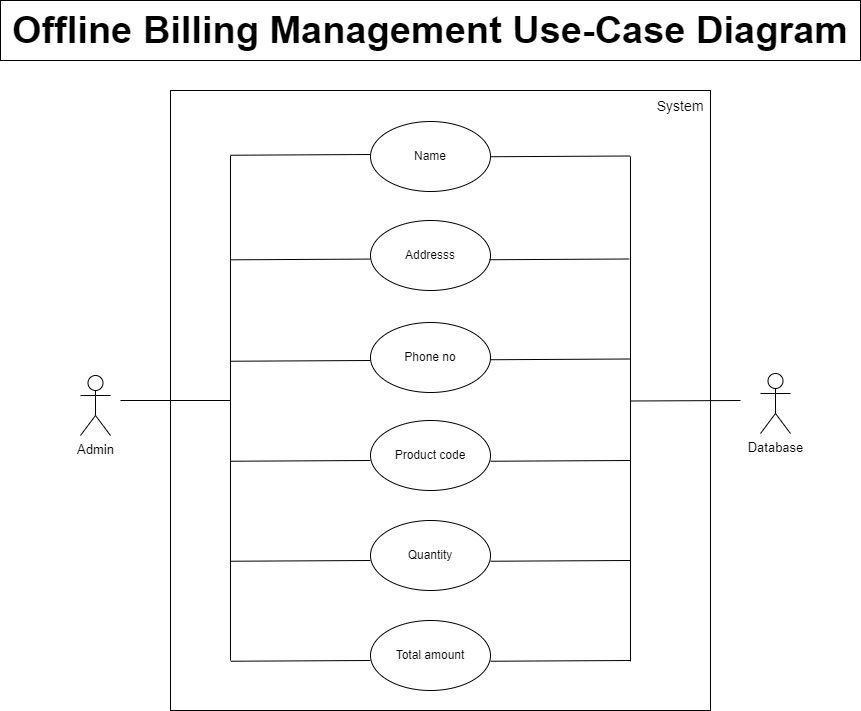 Offline Billing Management Use-Case Diagram
System
Name
Addresss
Phone no
Admin
Database
Product code
Quantity
Total amount